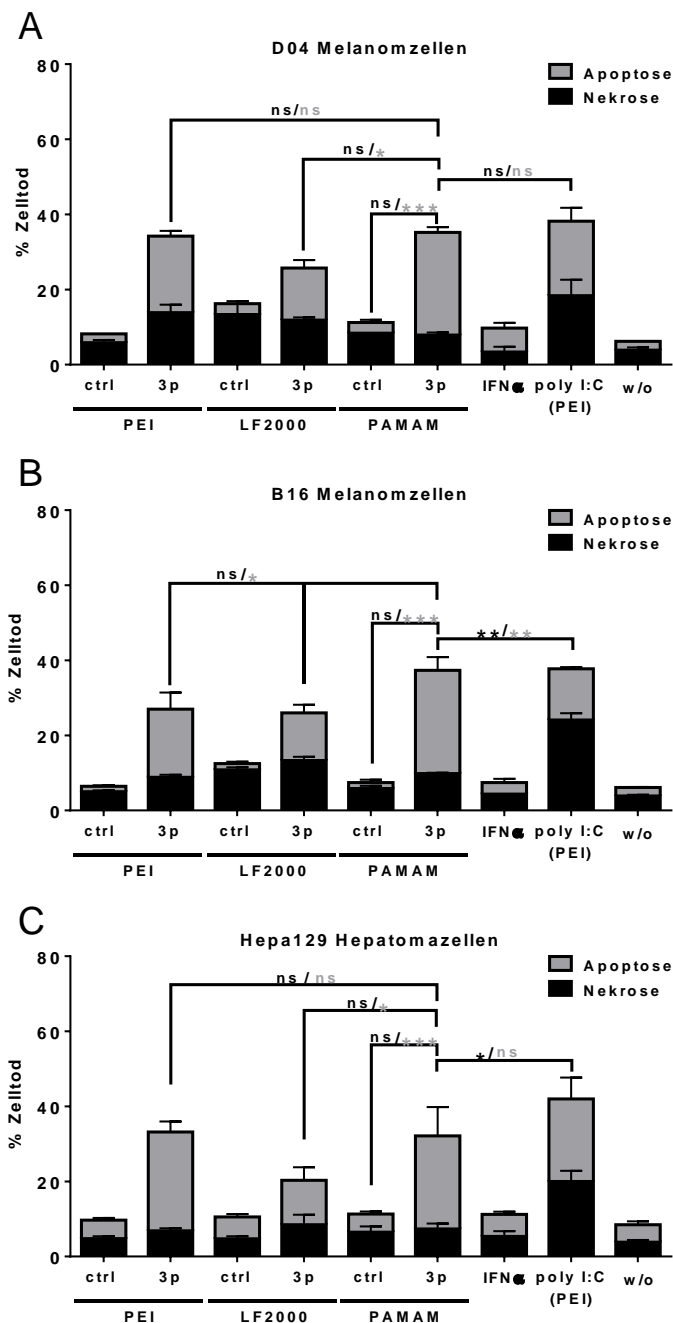 A
D04 Melanomzellen
80
60
40
20
0
% Zelltod
Apoptose
Nekrose
ns/ns
ns/*
ns/***
ns/ns
ctrl 3p ctrl 3p ctrl 3p IFNα poly I:C w/o
(PEI)
PEI LF2000 PAMAM
B
B16 Melanomzellen
80
60
40
20
0
% Zelltod
Apoptose
Nekrose
ns/*
ns/***
**/**
ctrl 3p ctrl 3p ctrl 3p IFNα poly I:C w/o
(PEI)
PEI LF2000 PAMAM
C
Hepa129 Hepatomazellen
80
60
40
20
0
% Zelltod
Apoptose
Nekrose
ns/ns
ns/*
ns/***
*/ns
ctrl 3p ctrl 3p ctrl 3p IFNα poly I:C w/o
(PEI)
PEI LF2000 PAMAM